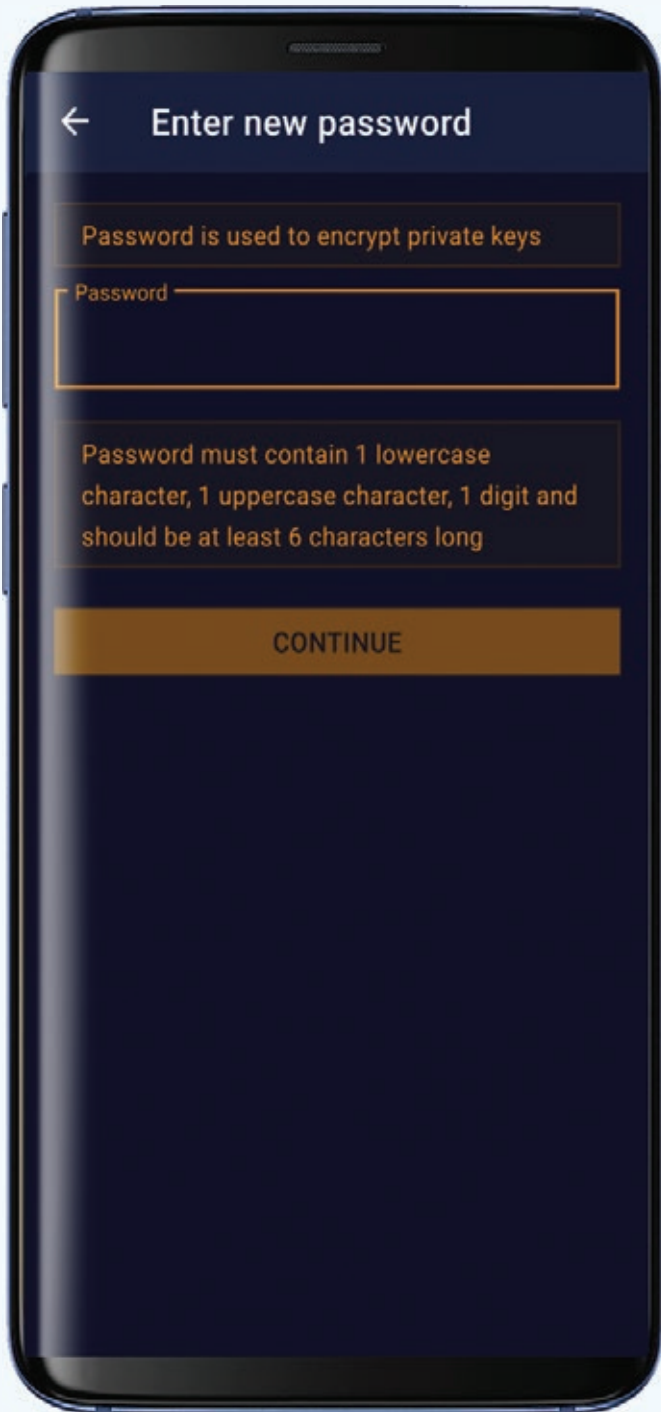 Enter new password
Password is used to encrypt private keys
Password
Password must contain 1 lowercase
character, 1 uppercase character, 1 digit and
should be at least 6 characters long
CONTINUE